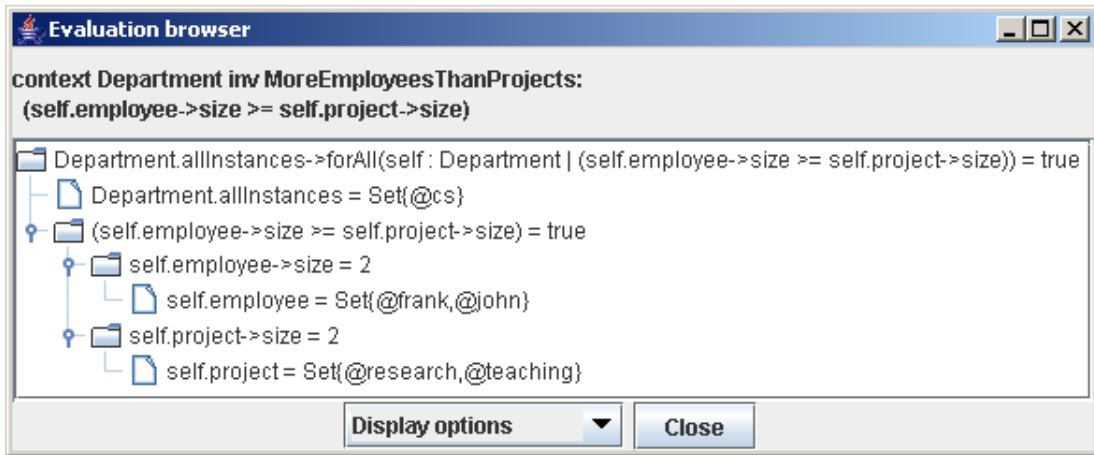 Evaluation browser
context Department inv MoreEmployeesThanProjects:
(self.employee->size >= self.project->size)
Department.allInstances->forAll(self : Department | (self.employee->size >= self.project->size)) = true
Department.allInstances = Set{@cs}
(self.employee->size >= self.project->size) = true
self.employee->size = 2
self.employee = Set{@frank,@john}
self.project->size = 2
self.project = Set{@research,@teaching}
Display options
Close